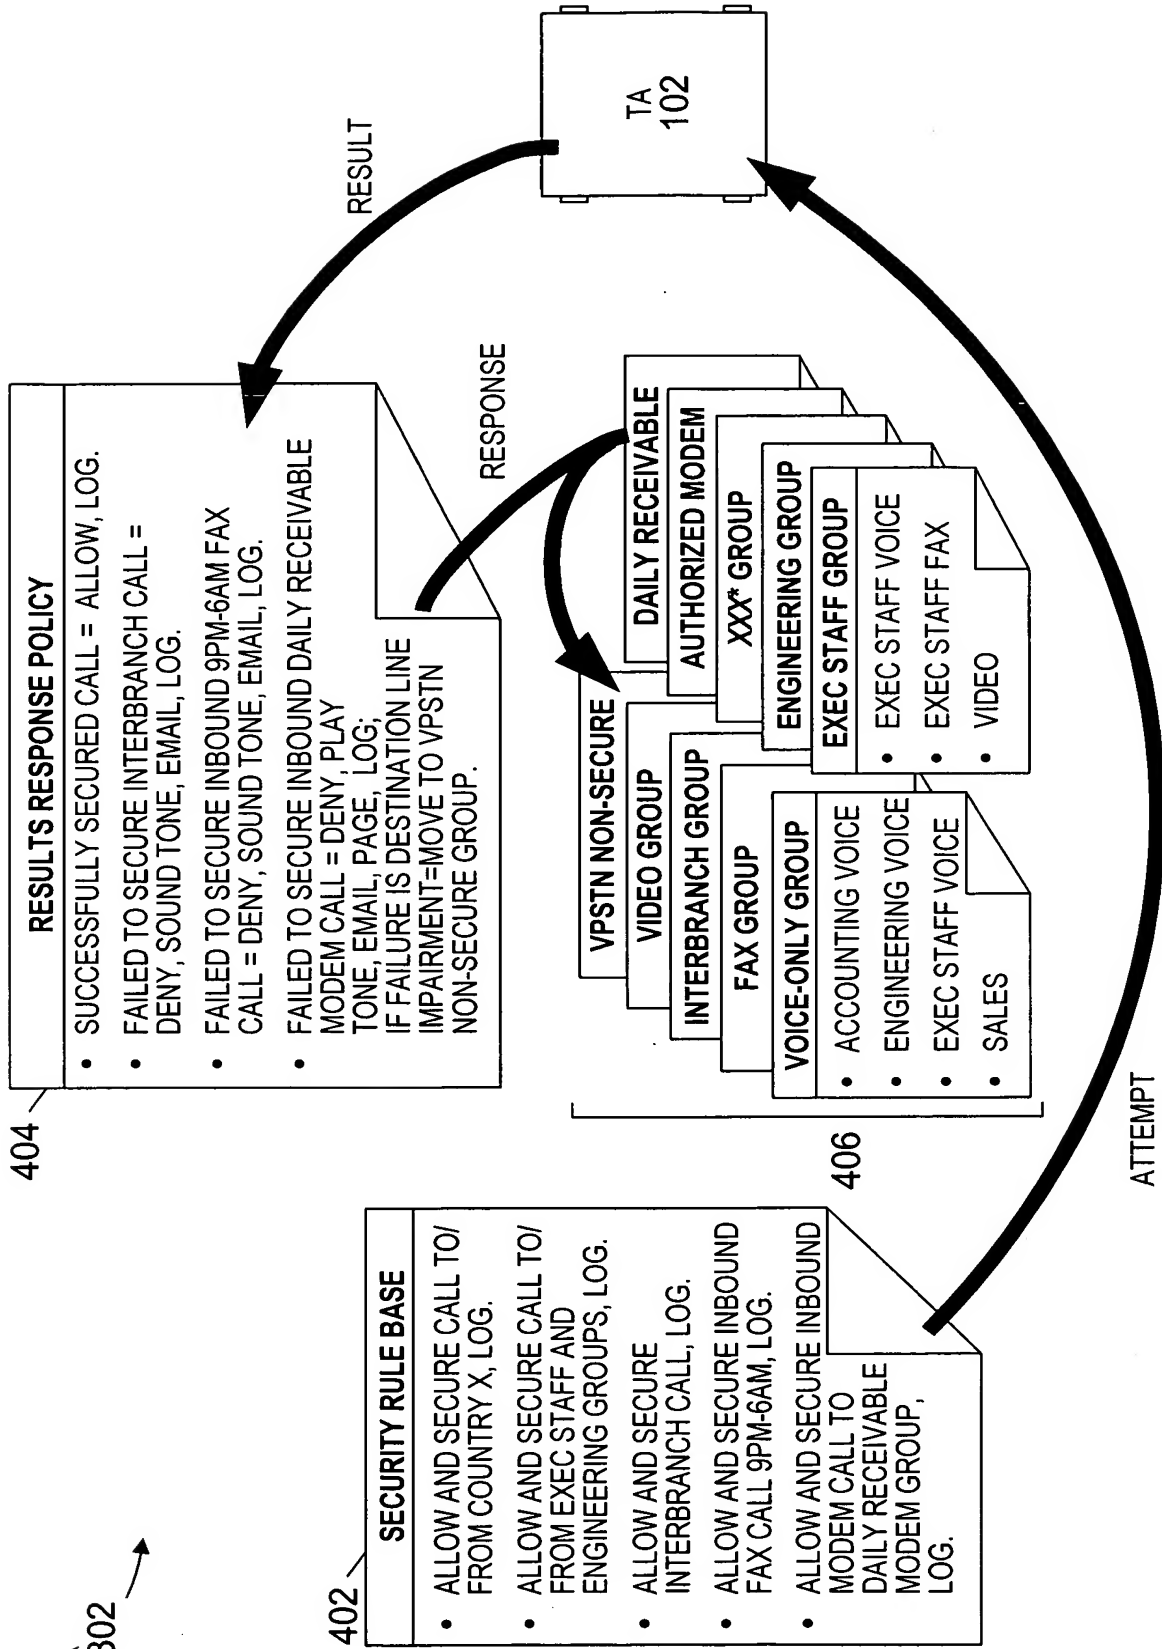 302
402
SECURITY RULE BASE
• ALLOW AND SECURE CALL TO/
FROM COUNTRY X, LOG.
• ALLOW AND SECURE CALL TO/
FROM EXEC STAFF AND
ENGINEERING GROUPS, LOG.
• ALLOW AND SECURE
INTERBRANCH CALL, LOG.
• ALLOW AND SECURE INBOUND
FAX CALL 9PM-6AM, LOG.
• ALLOW AND SECURE INBOUND
MODEM CALL TO
DAILY RECEIVABLE
MODEM GROUP,
LOG.
404
RESULTS RESPONSE POLICY
• SUCCESSFULLY SECURED CALL = ALLOW, LOG.
• FAILED TO SECURE INTERBRANCH CALL =
DENY, SOUND TONE, EMAIL, LOG.
• FAILED TO SECURE INBOUND 9PM-6AM FAX
CALL = DENY, SOUND TONE, EMAIL, LOG.
• FAILED TO SECURE INBOUND DAILY RECEIVABLE
MODEM CALL = DENY, PLAY
TONE, EMAIL, PAGE, LOG;
IF FAILURE IS DESTINATION LINE
IMPAIRMENT=MOVE TO VPSTN
NON-SECURE GROUP.
RESULT
TA
102
RESPONSE
406
VPSTN NON-SECURE
VIDEO GROUP
INTERBRANCH GROUP
FAX GROUP
VOICE-ONLY GROUP
• ACCOUNTING VOICE
• ENGINEERING VOICE
• EXEC STAFF VOICE
• SALES
DAILY RECEIVABLE
AUTHORIZED MODEM
XXX* GROUP
ENGINEERING GROUP
EXEC STAFF GROUP
• EXEC STAFF VOICE
• EXEC STAFF FAX
• VIDEO
ATTEMPT